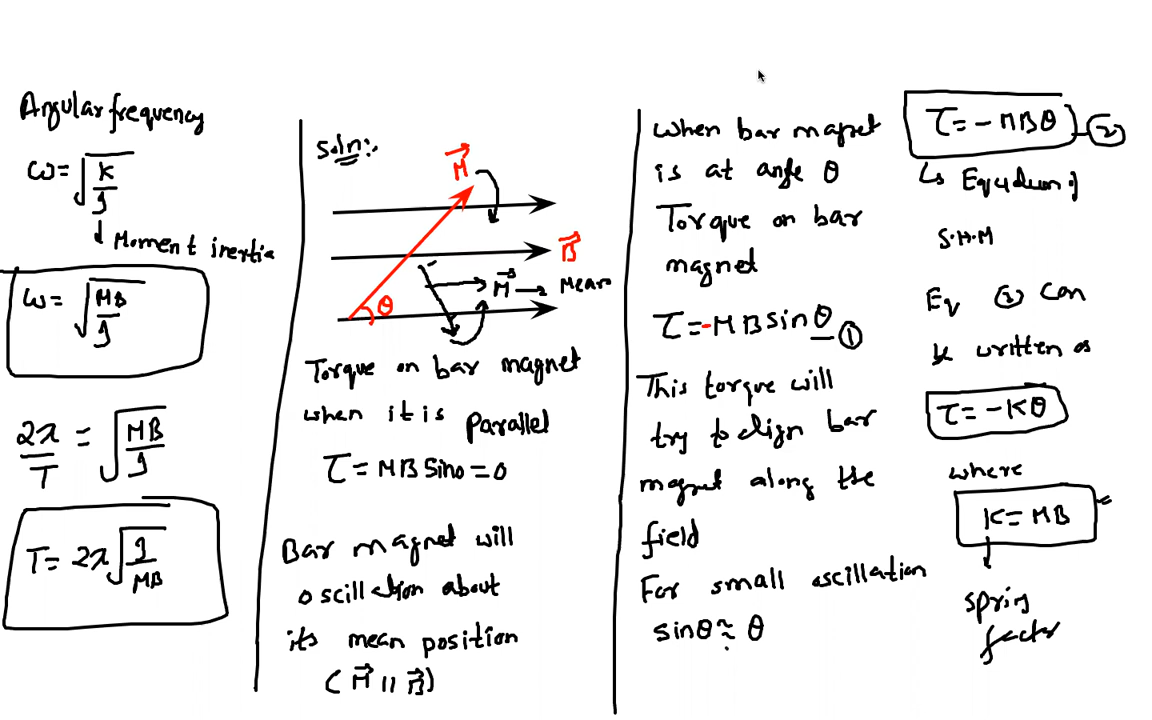 Angular frequency
ω = √K/I
↓ Moment inertia
ω = √MB/I
2π/T = √MB/I
T = 2π√I/MB
Soln:-
M⃗
B⃗
θ
M⃗ → Mean
Torque on bar magnet
when it is parallel
τ = MB Sin0 = 0
Bar magnet will
oscillation about
its mean position
(M⃗ || B⃗)
When bar magnet
is at angle θ
Torque on bar
magnet
τ = -MB sinθ — ①
This torque will
try to align bar
magnet along the
field
For small oscillation
sinθ ≈ θ
τ = -MBθ — ②
↳ Equation of
S.H.M
Eq ② can
be written as
τ = -Kθ
where
K = MB
↓
spring
factor